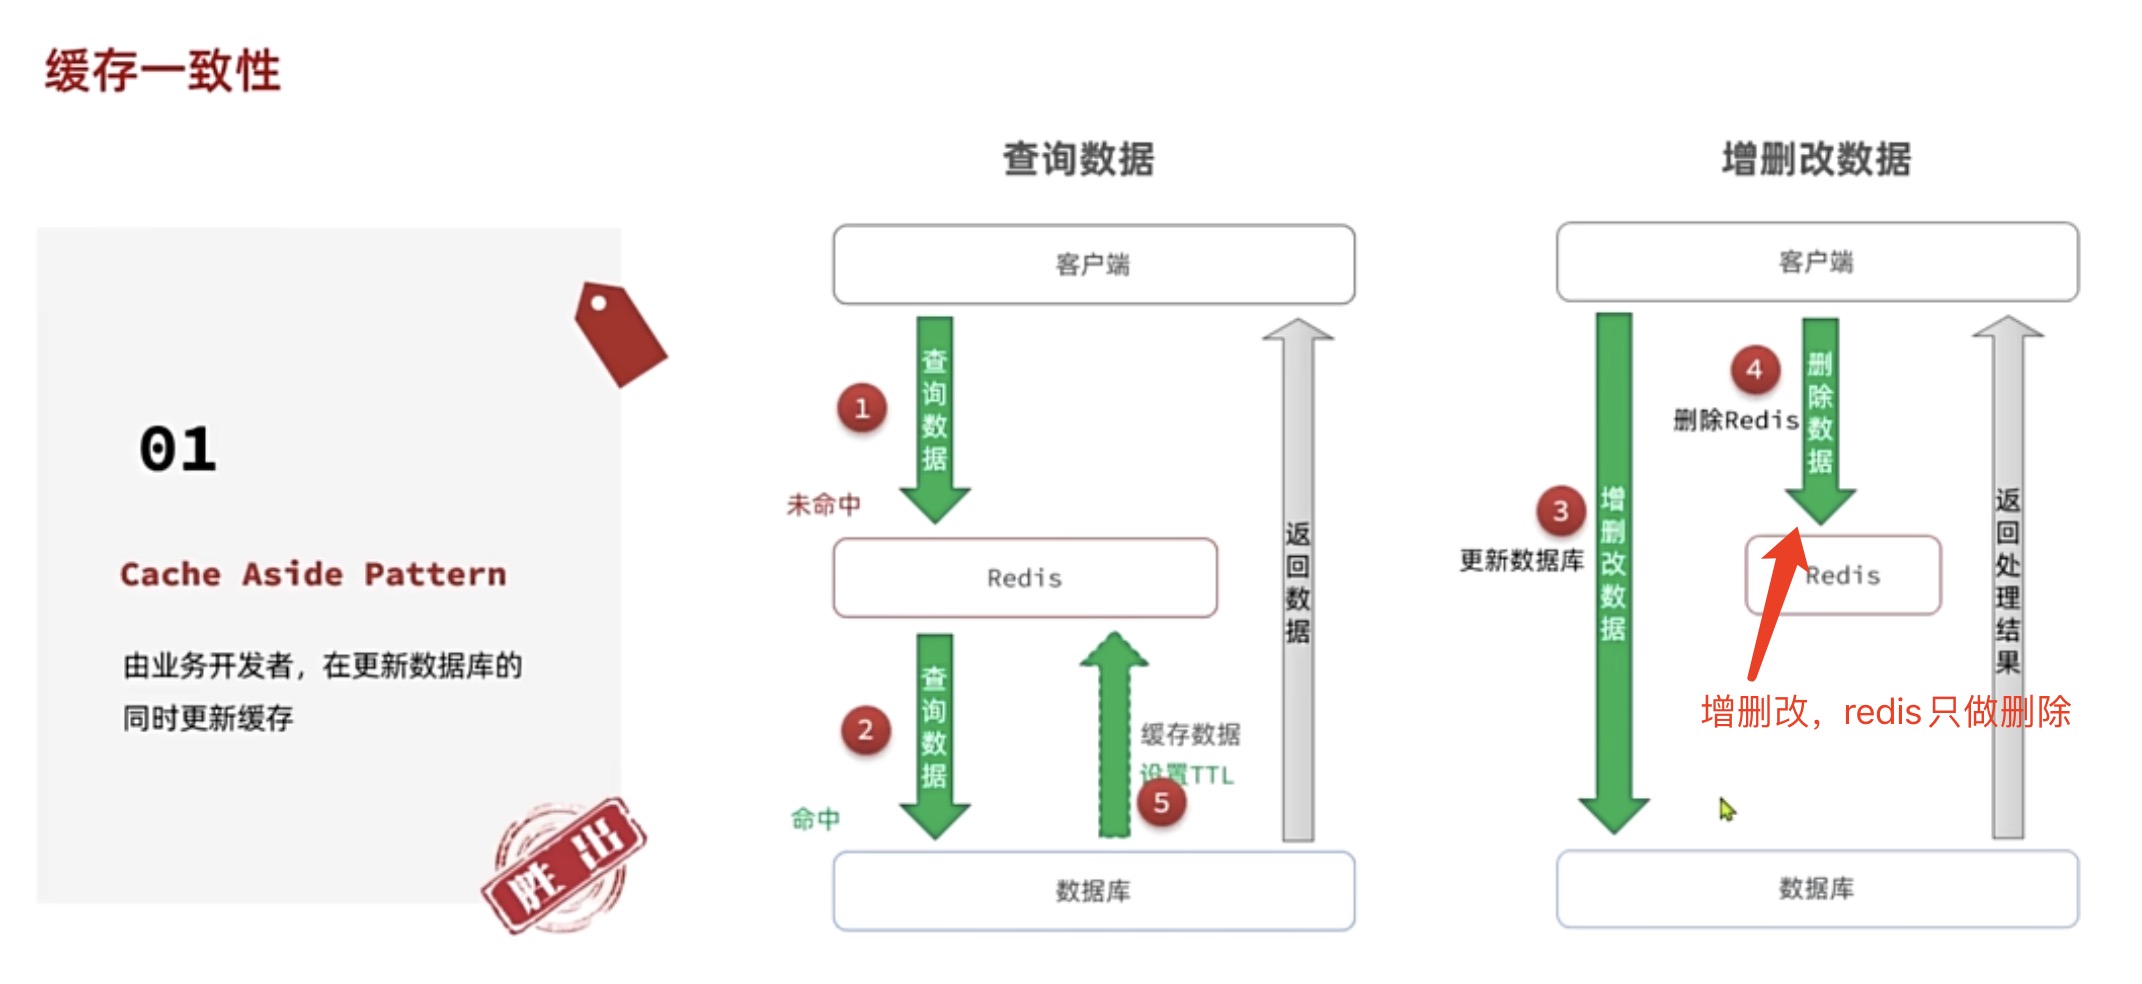 缓存一致性
01
Cache Aside Pattern
由业务开发者，在更新数据库的
同时更新缓存
胜出
查询数据
客户端
1
查询数据
未命中
Redis
2
查询数据
命中
缓存数据
设置TTL
5
返回数据
数据库
增删改数据
客户端
4
删除Redis
删除数据
3
更新数据库
增删改数据
Redis
增删改，redis只做删除
返回处理结果
数据库